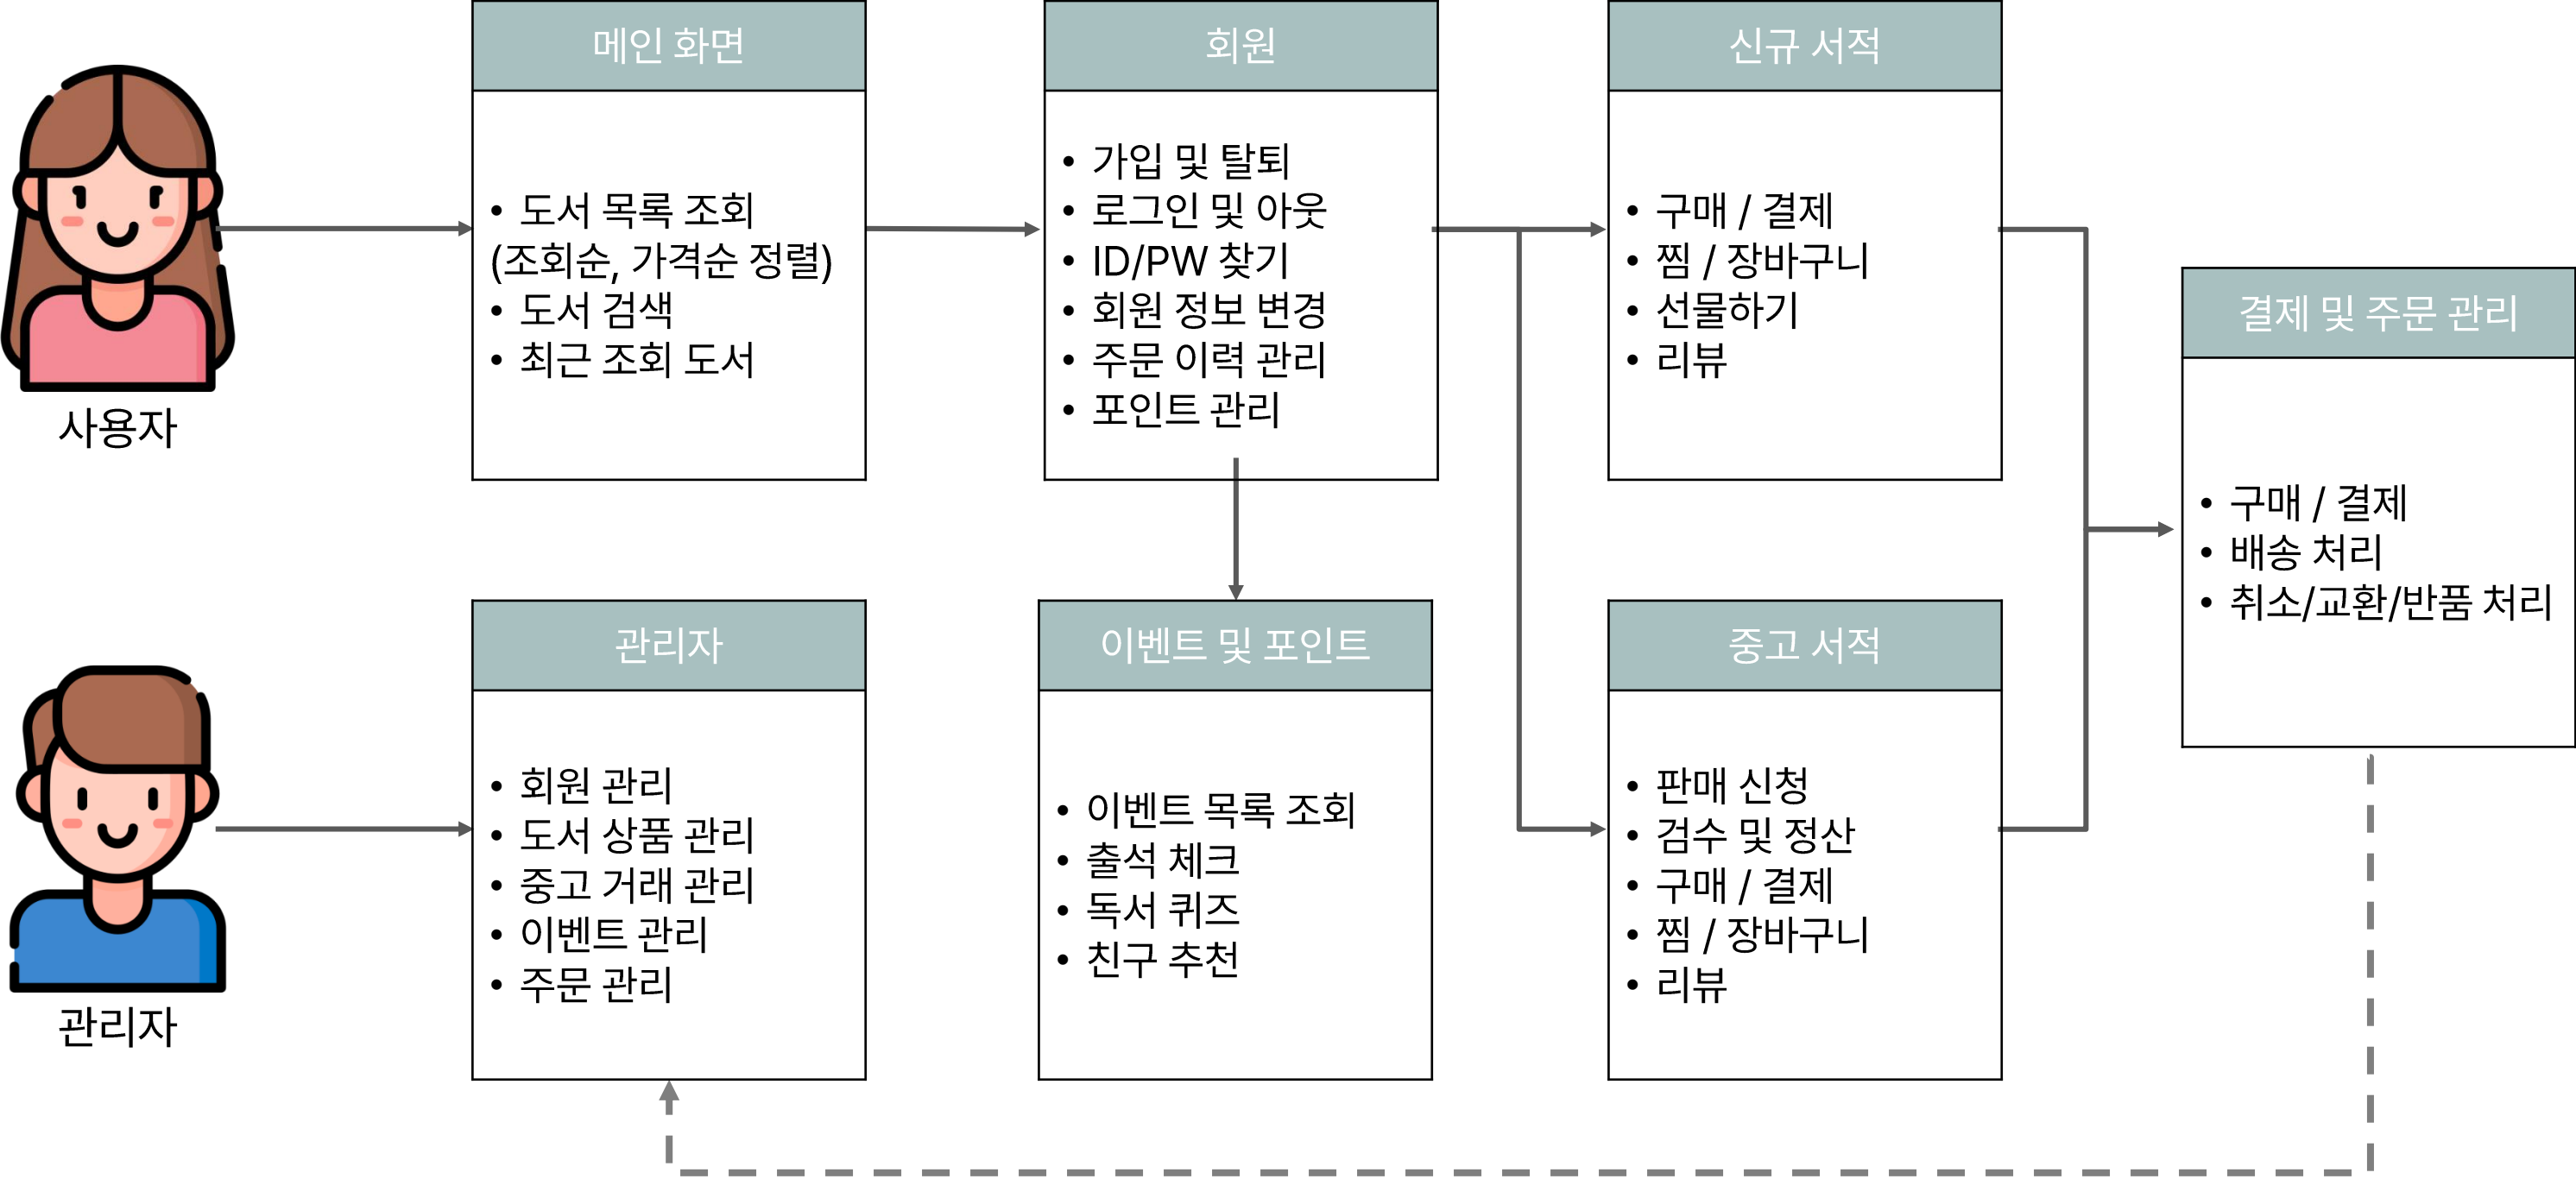 사용자
메인 화면
• 도서 목록 조회
(조회순, 가격순 정렬)
• 도서 검색
• 최근 조회 도서
회원
• 가입 및 탈퇴
• 로그인 및 아웃
• ID/PW 찾기
• 회원 정보 변경
• 주문 이력 관리
• 포인트 관리
신규 서적
• 구매 / 결제
• 찜 / 장바구니
• 선물하기
• 리뷰
결제 및 주문 관리
• 구매 / 결제
• 배송 처리
• 취소/교환/반품 처리
관리자
관리자
• 회원 관리
• 도서 상품 관리
• 중고 거래 관리
• 이벤트 관리
• 주문 관리
이벤트 및 포인트
• 이벤트 목록 조회
• 출석 체크
• 독서 퀴즈
• 친구 추천
중고 서적
• 판매 신청
• 검수 및 정산
• 구매 / 결제
• 찜 / 장바구니
• 리뷰